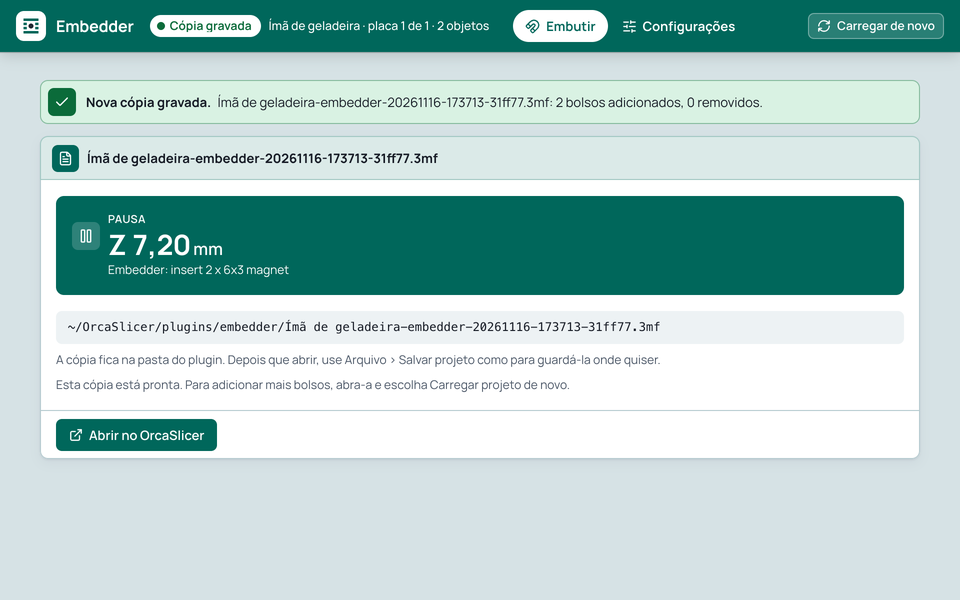 Embedder
Cópia gravada
Ímã de geladeira · placa 1 de 1 · 2 objetos
Embutir
Configurações
Carregar de novo
Nova cópia gravada. Ímã de geladeira-embedder-20261116-173713-31ff77.3mf: 2 bolsos adicionados, 0 removidos.
Ímã de geladeira-embedder-20261116-173713-31ff77.3mf
PAUSA
Z 7,20 mm
Embedder: insert 2 x 6x3 magnet
~/OrcaSlicer/plugins/embedder/Ímã de geladeira-embedder-20261116-173713-31ff77.3mf
A cópia fica na pasta do plugin. Depois que abrir, use Arquivo > Salvar projeto como para guardá-la onde quiser.
Esta cópia está pronta. Para adicionar mais bolsos, abra-a e escolha Carregar projeto de novo.
Abrir no OrcaSlicer